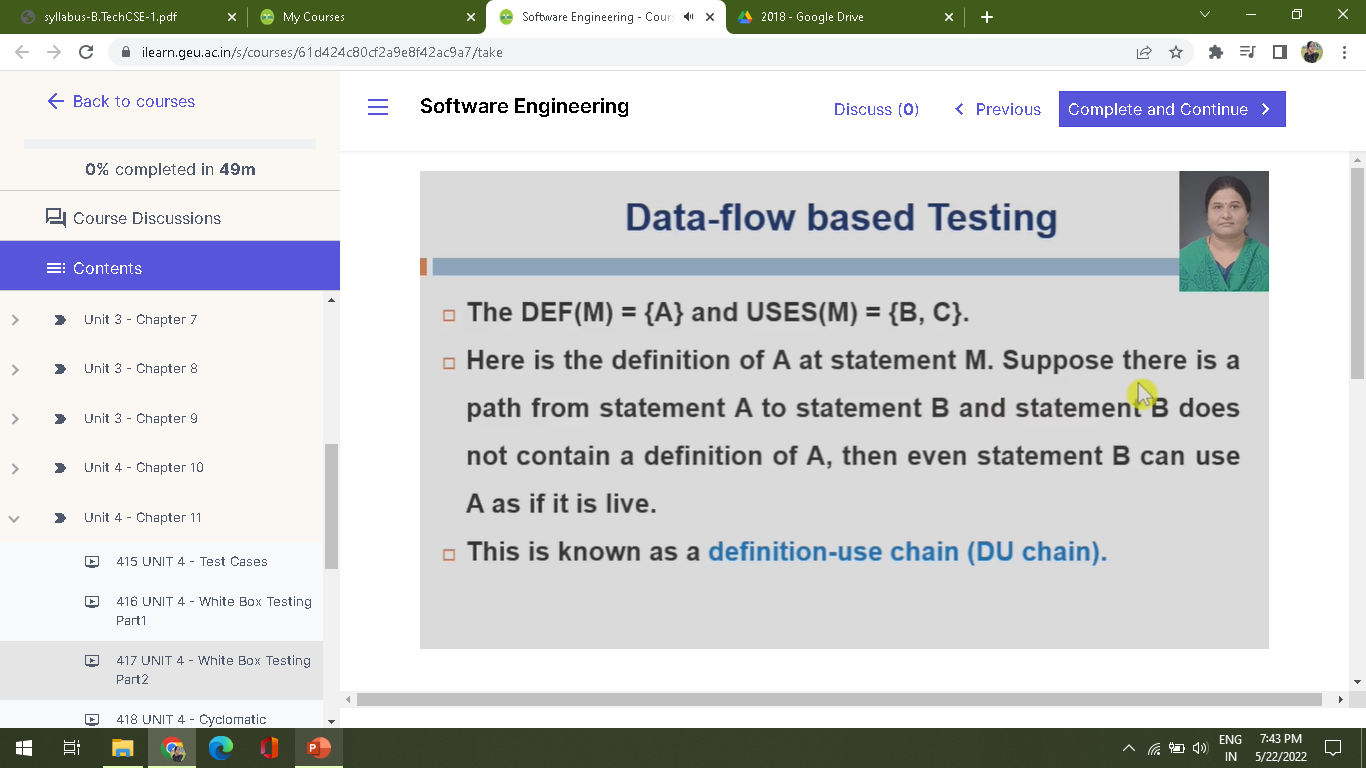 syllabus-B.TechCSE-1.pdf
My Courses
Software Engineering - Cours
2018 - Google Drive
ilearn.geu.ac.in/s/courses/61d424c80cf2a9e8f42ac9a7/take
Back to courses
Software Engineering
Discuss (0)
Previous
Complete and Continue
0% completed in 49m
Course Discussions
Contents
Unit 3 - Chapter 7
Unit 3 - Chapter 8
Unit 3 - Chapter 9
Unit 4 - Chapter 10
Unit 4 - Chapter 11
415 UNIT 4 - Test Cases
416 UNIT 4 - White Box Testing
Part1
417 UNIT 4 - White Box Testing
Part2
418 UNIT 4 - Cyclomatic
Data-flow based Testing
The DEF(M) = {A} and USES(M) = {B, C}.
Here is the definition of A at statement M. Suppose there is a
path from statement A to statement B and statement B does
not contain a definition of A, then even statement B can use
A as if it is live.
This is known as a definition-use chain (DU chain).
ENG
IN
7:43 PM
5/22/2022